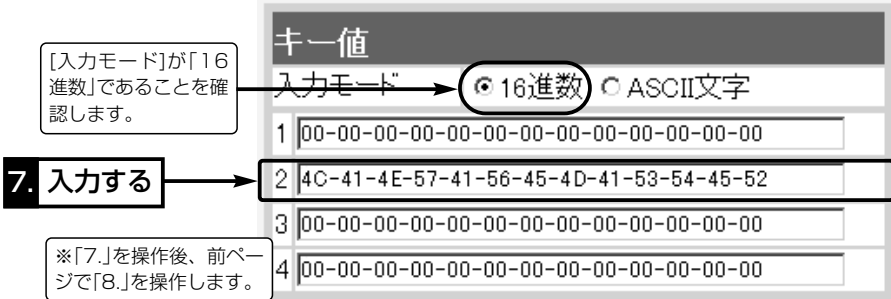 キー値
[入力モード]が「16
進数」であることを確
認します。
入力モード 16進数 ASCII文字
1 00-00-00-00-00-00-00-00-00-00-00-00-00
7. 入力する
2 4C-41-4E-57-41-56-45-4D-41-53-54-45-52
3 00-00-00-00-00-00-00-00-00-00-00-00-00
※「7.」を操作後、前ペー
ジで「8.」を操作します。
4 00-00-00-00-00-00-00-00-00-00-00-00-00